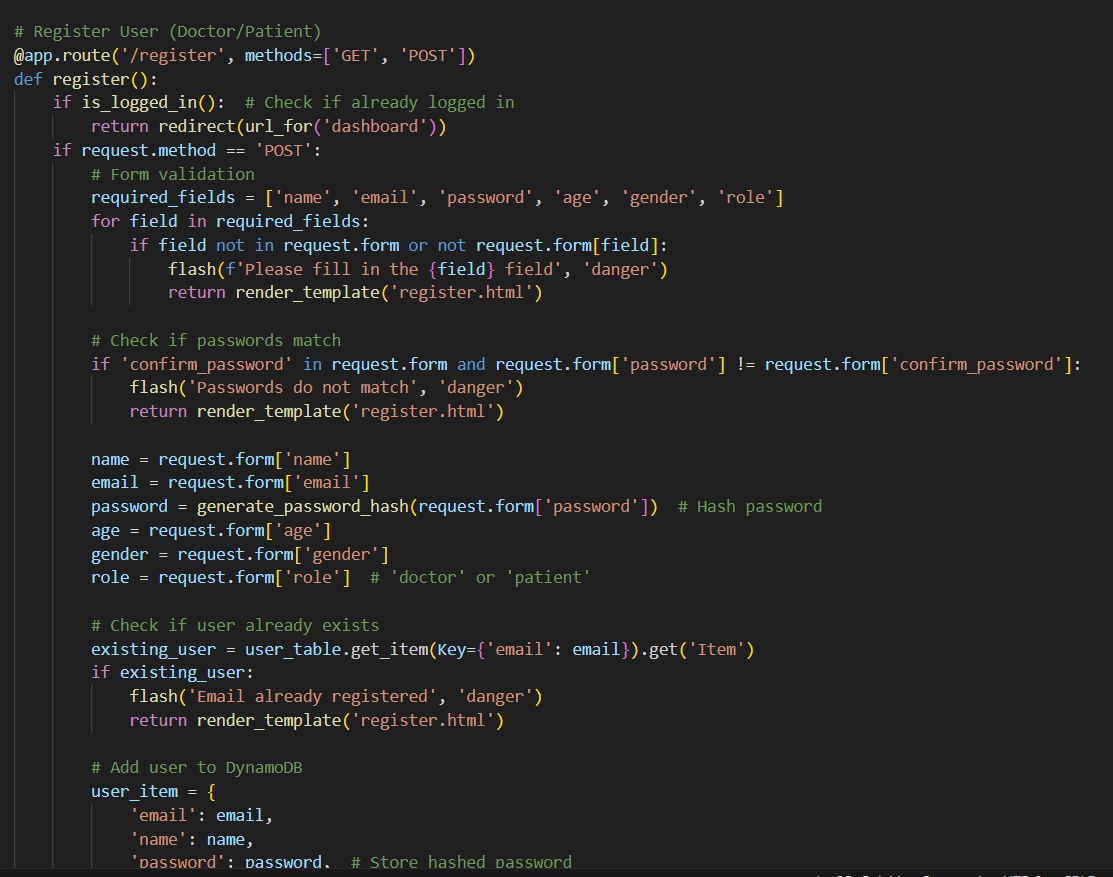 # Register User (Doctor/Patient)
@app.route('/register', methods=['GET', 'POST'])
def register():
    if is_logged_in():  # Check if already logged in
        return redirect(url_for('dashboard'))
    if request.method == 'POST':
        # Form validation
        required_fields = ['name', 'email', 'password', 'age', 'gender', 'role']
        for field in required_fields:
            if field not in request.form or not request.form[field]:
                flash(f'Please fill in the {field} field', 'danger')
                return render_template('register.html')

        # Check if passwords match
        if 'confirm_password' in request.form and request.form['password'] != request.form['confirm_password']:
            flash('Passwords do not match', 'danger')
            return render_template('register.html')

        name = request.form['name']
        email = request.form['email']
        password = generate_password_hash(request.form['password'])  # Hash password
        age = request.form['age']
        gender = request.form['gender']
        role = request.form['role']  # 'doctor' or 'patient'

        # Check if user already exists
        existing_user = user_table.get_item(Key={'email': email}).get('Item')
        if existing_user:
            flash('Email already registered', 'danger')
            return render_template('register.html')

        # Add user to DynamoDB
        user_item = {
            'email': email,
            'name': name,
            'password': password,  # Store hashed password